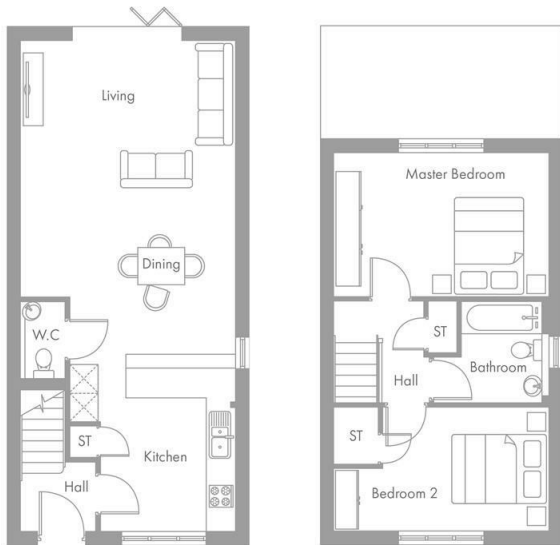 Living
Dining
W.C
ST
Kitchen
Hall
Master Bedroom
ST
Hall
Bathroom
ST
Bedroom 2